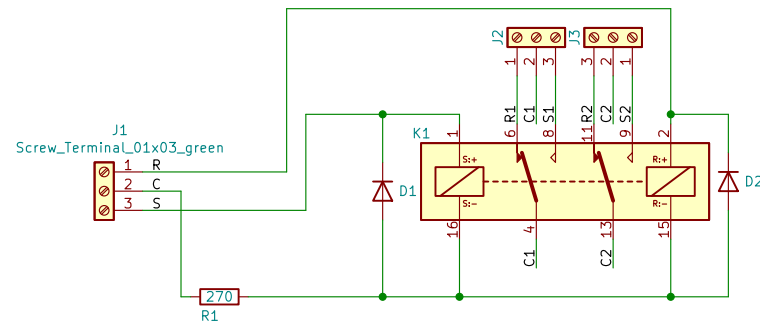 J2
J3
1
2
3
3
2
1
R1
C1
S1
R2
C2
S2
J1
Screw_Terminal_01x03_green
K1
1
6
8
11
9
2
1
R
2
C
3
S
S:+
R:+
D1
D2
S:-
R:-
16
4
13
15
C1
C2
270
R1